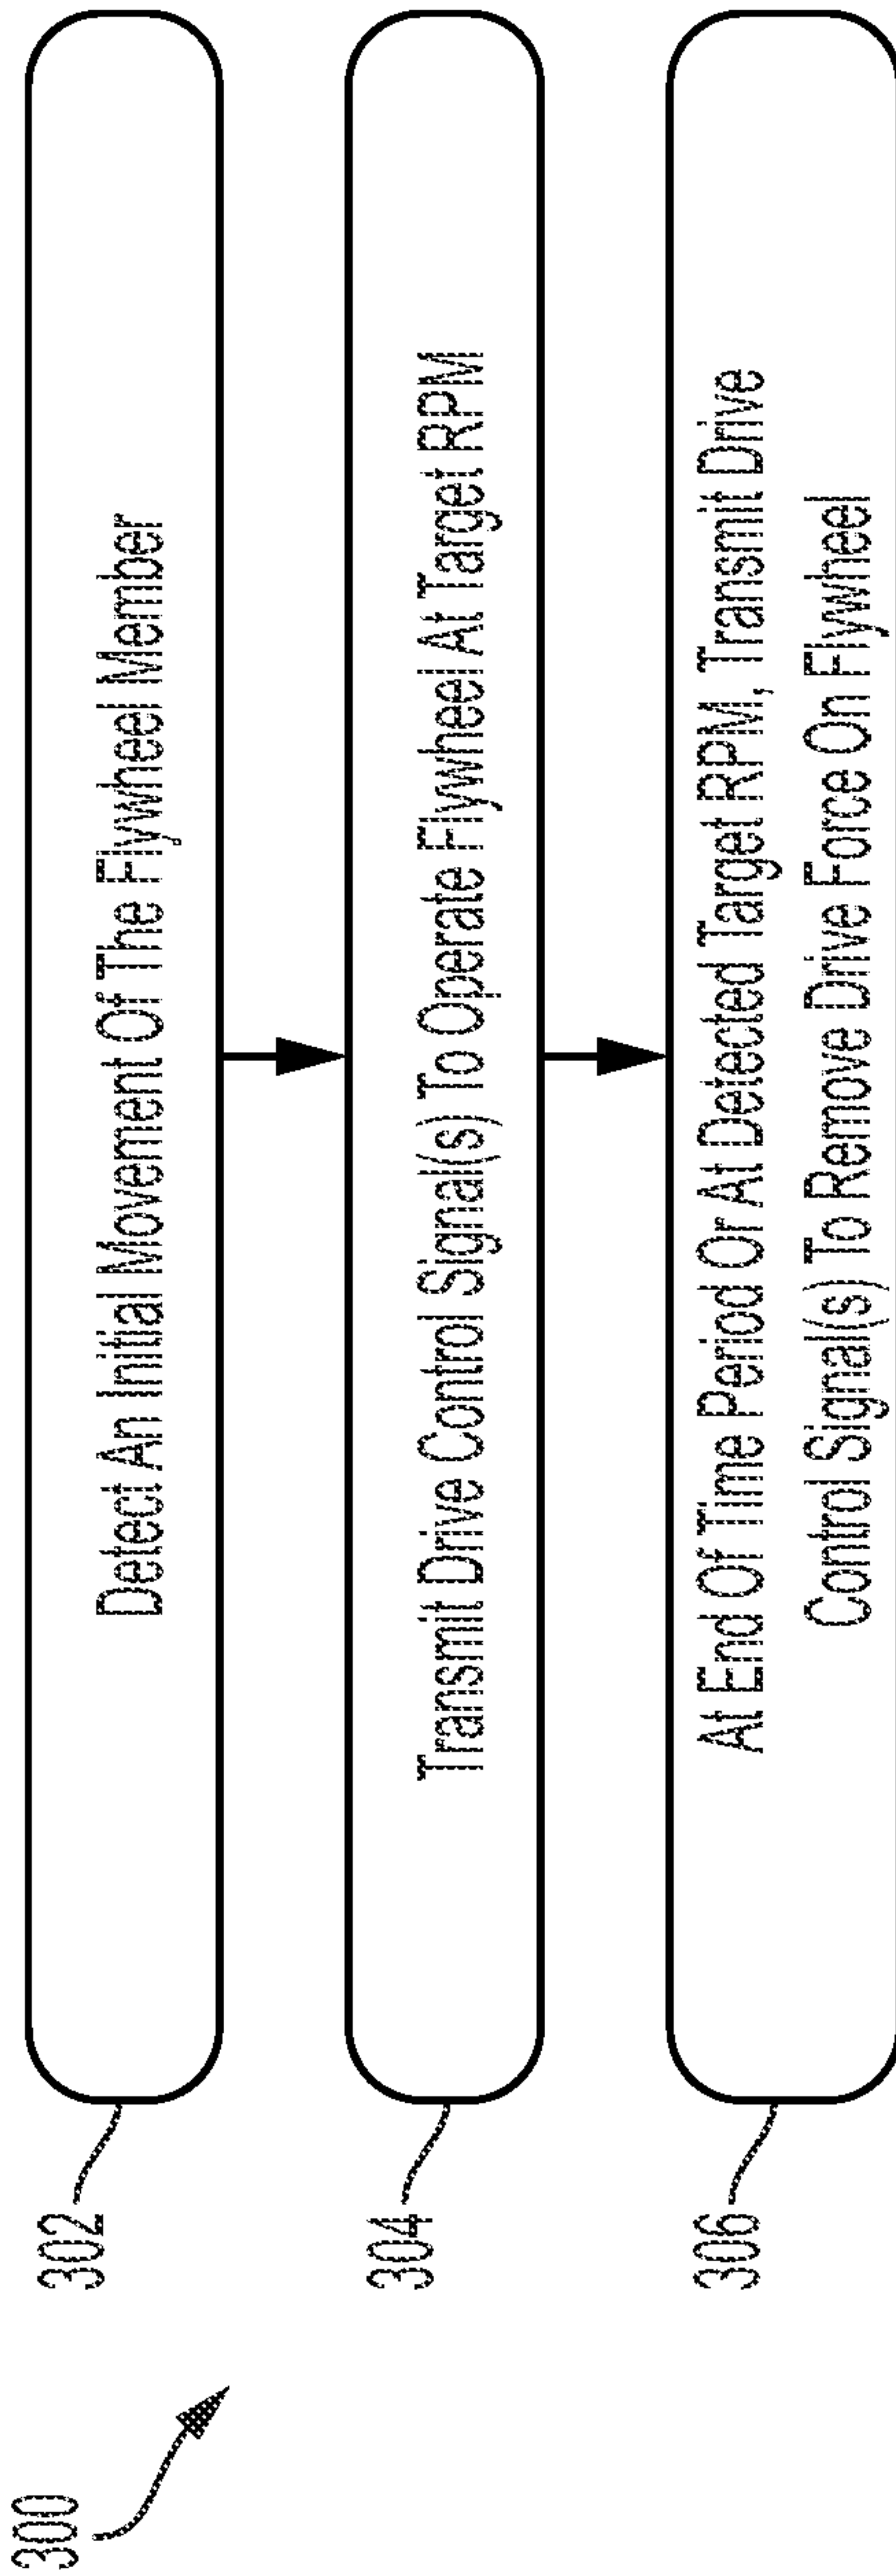 300
302
Detect An Initial Movement Of The Flywheel Member
304
Transmit Drive Control Signal(s) To Operate Flywheel At Target RPM
306
At End Of Time Period Or At Detected Target RPM, Transmit Drive
Control Signal(s) To Remove Drive Force On Flywheel